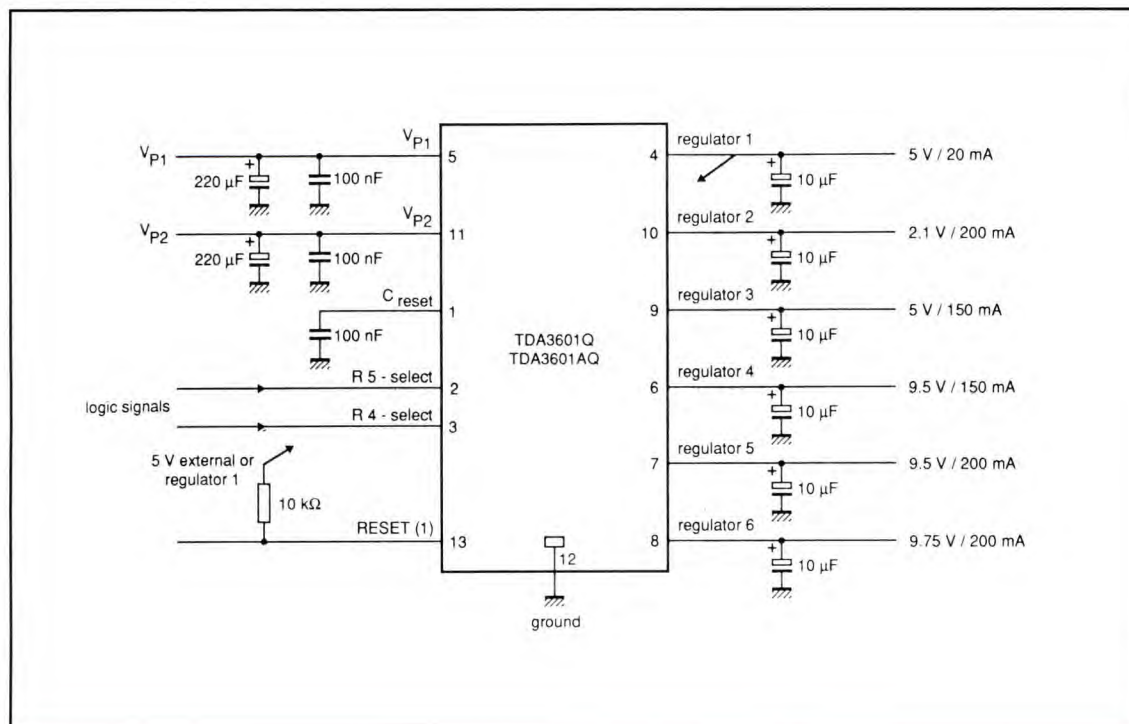 V P1
V P1
5
+
220 µF
100 nF
V P2
V P2
11
+
220 µF
100 nF
C reset
1
100 nF
R 5 - select
2
logic signals
R 4 - select
3
5 V external or
regulator 1
10 kΩ
RESET (1)
13
TDA3601Q
TDA3601AQ
12
ground
regulator 1
4
5 V / 20 mA
+
10 µF
regulator 2
10
2.1 V / 200 mA
+
10 µF
regulator 3
9
5 V / 150 mA
+
10 µF
regulator 4
6
9.5 V / 150 mA
+
10 µF
regulator 5
7
9.5 V / 200 mA
+
10 µF
regulator 6
8
9.75 V / 200 mA
+
10 µF